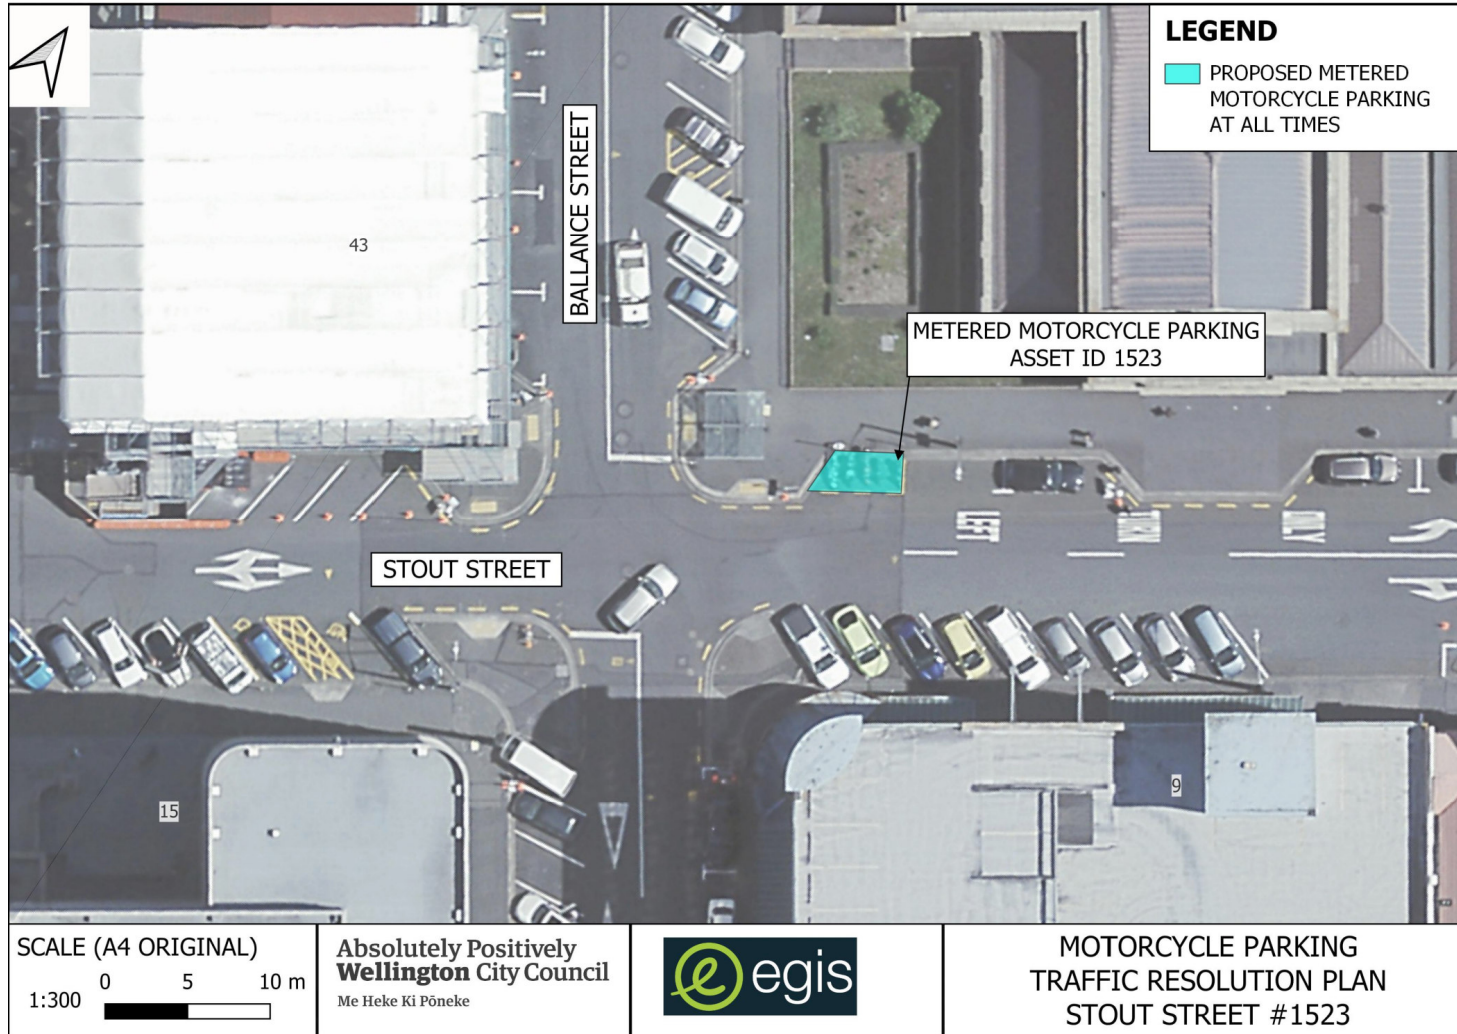 LEGEND
PROPOSED METERED
MOTORCYCLE PARKING
AT ALL TIMES
BALLANCE STREET
43
METERED MOTORCYCLE PARKING
ASSET ID 1523
LEFT
ONLY
STOUT STREET
15
9
SCALE (A4 ORIGINAL)
0 5 10 m
1:300
Absolutely Positively
Wellington City Council
Me Heke Ki Pōneke
egis
MOTORCYCLE PARKING
TRAFFIC RESOLUTION PLAN
STOUT STREET #1523